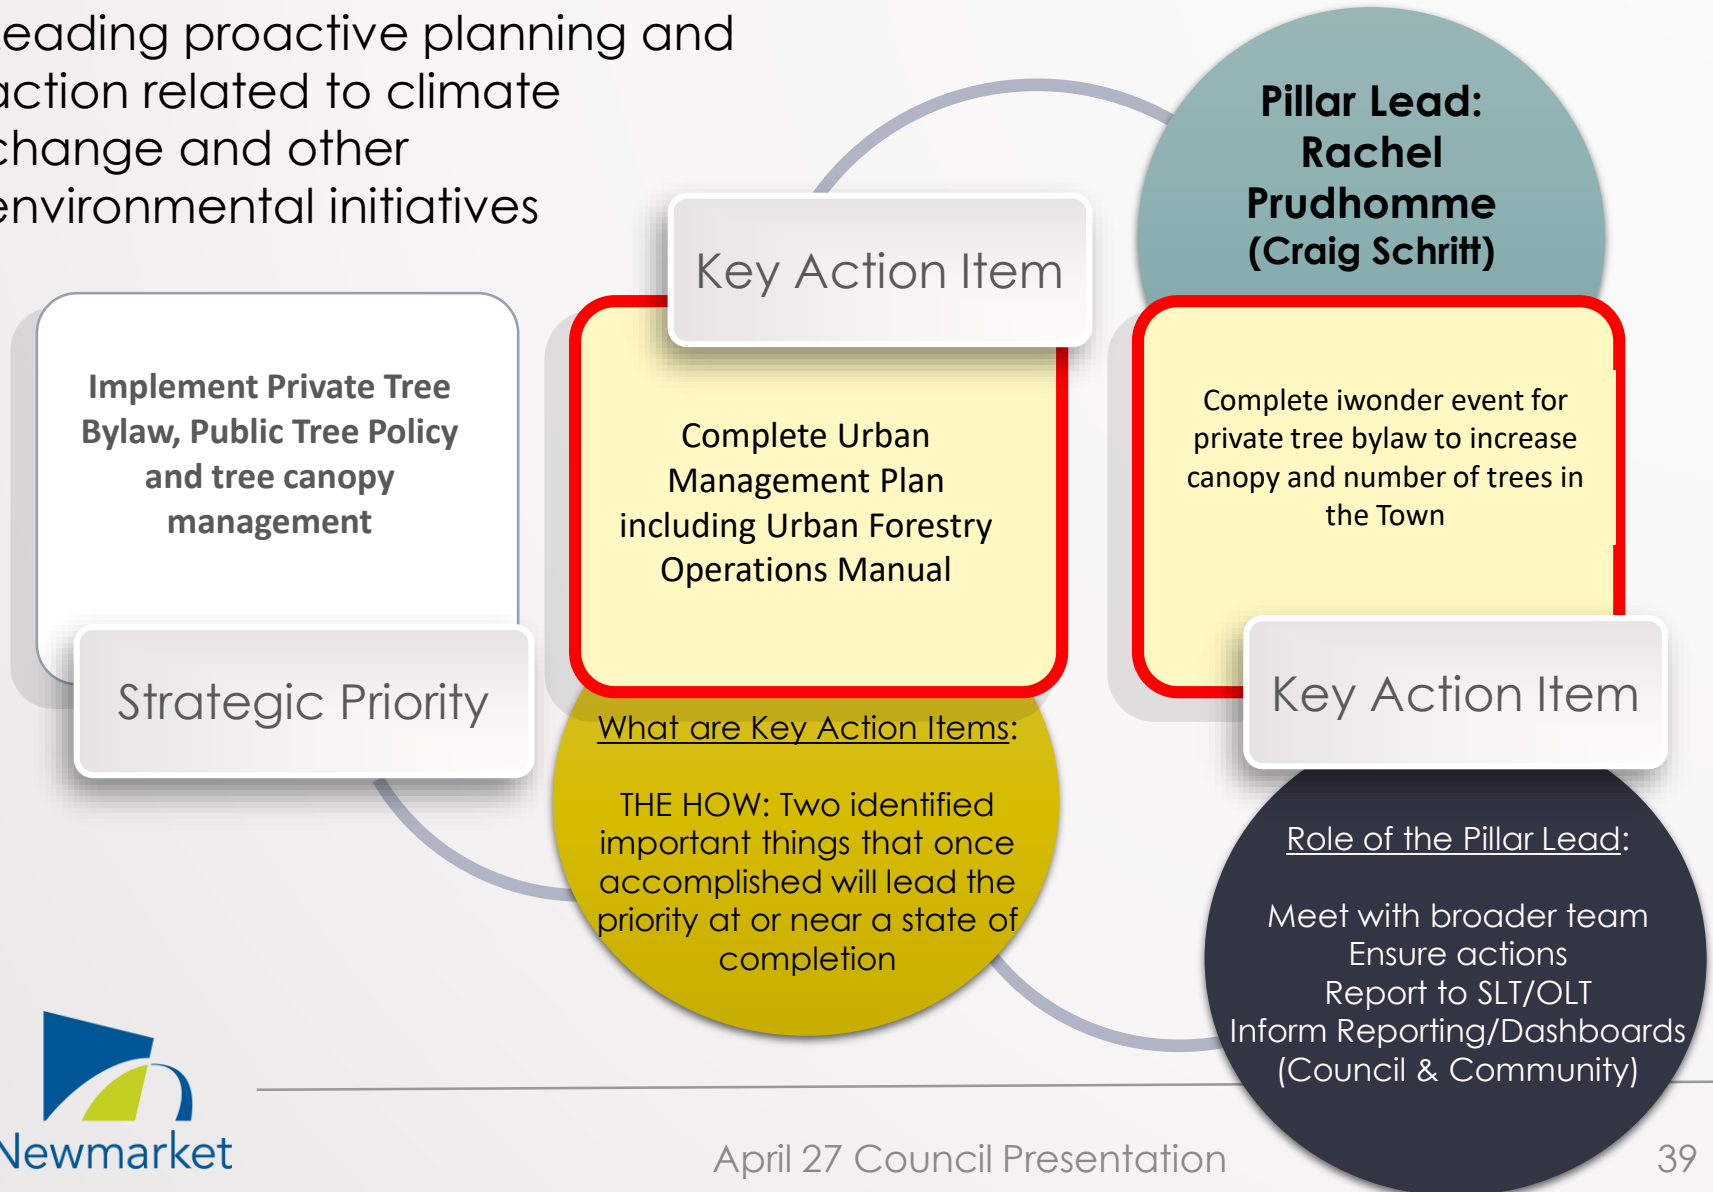 Leading proactive planning and
action related to climate
change and other
environmental initiatives
Pillar Lead:
Rachel
Prudhomme
(Craig Schritt)
Key Action Item
Implement Private Tree
Bylaw, Public Tree Policy
and tree canopy
management
Strategic Priority
Complete Urban
Management Plan
including Urban Forestry
Operations Manual
Complete iwonder event for
private tree bylaw to increase
canopy and number of trees in
the Town
Key Action Item
What are Key Action Items:
THE HOW: Two identified
important things that once
accomplished will lead the
priority at or near a state of
completion
Role of the Pillar Lead:
Meet with broader team
Ensure actions
Report to SLT/OLT
Inform Reporting/Dashboards
(Council & Community)
Newmarket
April 27 Council Presentation
39